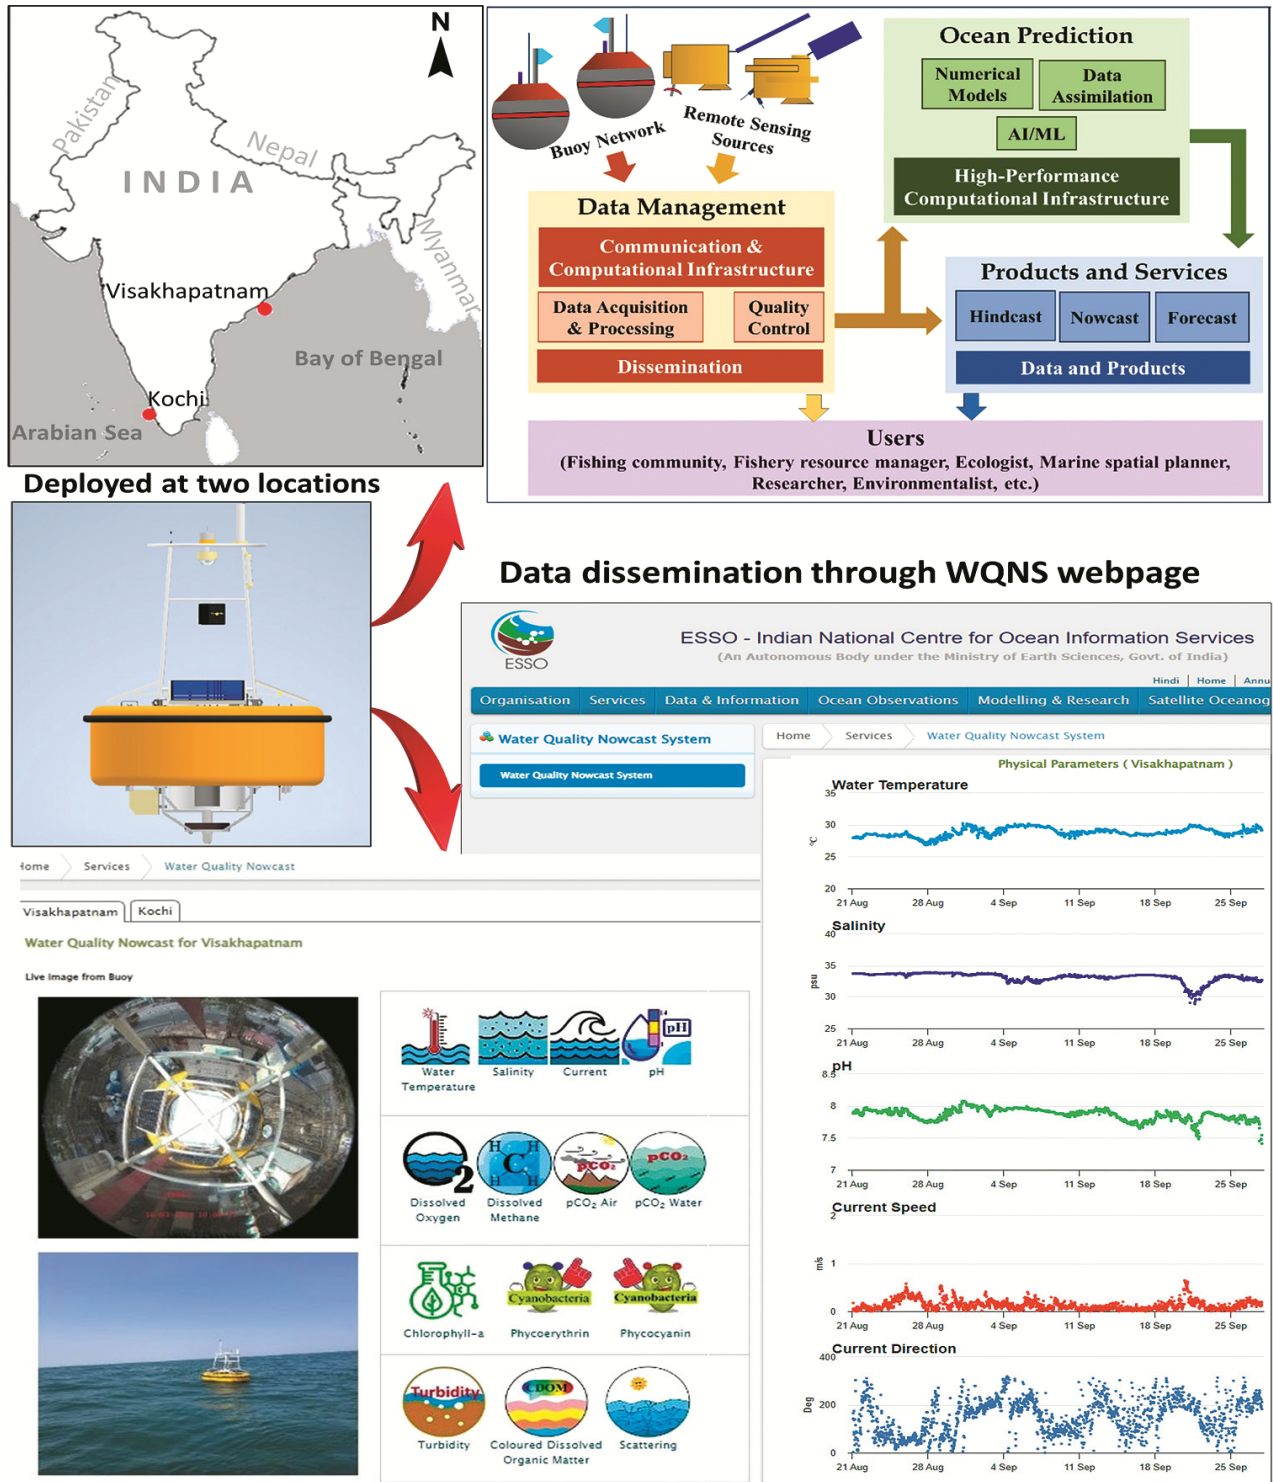 N
Pakistan
Nepal
INDIA
Myanmar
Visakhapatnam
Bay of Bengal
Kochi
Arabian Sea
Deployed at two locations
Buoy Network
Remote Sensing
Sources
Data Management
Communication &
Computational Infrastructure
Data Acquisition
& Processing
Quality
Control
Dissemination
Ocean Prediction
Numerical
Models
Data
Assimilation
AI/ML
High-Performance
Computational Infrastructure
Products and Services
Hindcast
Nowcast
Forecast
Data and Products
Users
(Fishing community, Fishery resource manager, Ecologist, Marine spatial planner,
Researcher, Environmentalist, etc.)
Data dissemination through WQNS webpage
ESSO
ESSO - Indian National Centre for Ocean Information Services
(An Autonomous Body under the Ministry of Earth Sciences, Govt. of India)
Hindi | Home | Annu
Organisation Services Data & Information Ocean Observations Modelling & Research Satellite Oceanog
Water Quality Nowcast System
Water Quality Nowcast System
Home Services Water Quality Nowcast System
Physical Parameters ( Visakhapatnam )
Water Temperature
35
30
25
20
°C
21 Aug 28 Aug 4 Sep 11 Sep 18 Sep 25 Sep
Salinity
40
35
30
25
psu
21 Aug 28 Aug 4 Sep 11 Sep 18 Sep 25 Sep
pH
8.5
8
7.5
7
21 Aug 28 Aug 4 Sep 11 Sep 18 Sep 25 Sep
Current Speed
2
1
0
m/s
21 Aug 28 Aug 4 Sep 11 Sep 18 Sep 25 Sep
Current Direction
400
200
0
Deg
21 Aug 28 Aug 4 Sep 11 Sep 18 Sep 25 Sep
Home Services Water Quality Nowcast
Visakhapatnam Kochi
Water Quality Nowcast for Visakhapatnam
Live Image from Buoy
pH
Water
Temperature
Salinity
Current
pH
O2
H H
C
H H
pCO2
pCO2
Dissolved
Oxygen
Dissolved
Methane
pCO2 Air
pCO2 Water
Cyanobacteria
Cyanobacteria
Chlorophyll-a
Phycoerythrin
Phycocyanin
Turbidity
CDOM
Turbidity
Coloured Dissolved
Organic Matter
Scattering